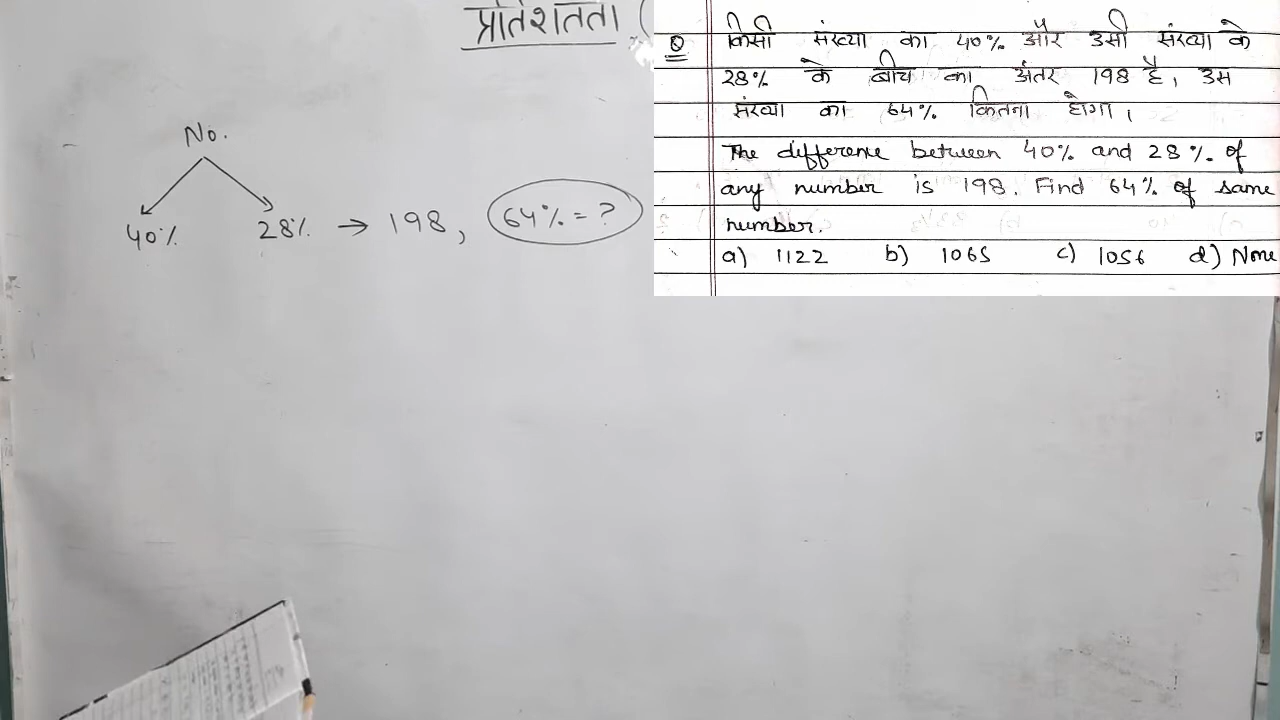 प्रतिशतता (
No.
40% 28% → 198, 64% = ?
Q किसी संख्या का 40% और उसी संख्या के
28% के बीच का अंतर 198 है, उस
संख्या का 64% कितना होगा।
The difference between 40% and 28% of
any number is 198. Find 64% of same
number.
a) 1122 b) 1065 c) 1056 d) None